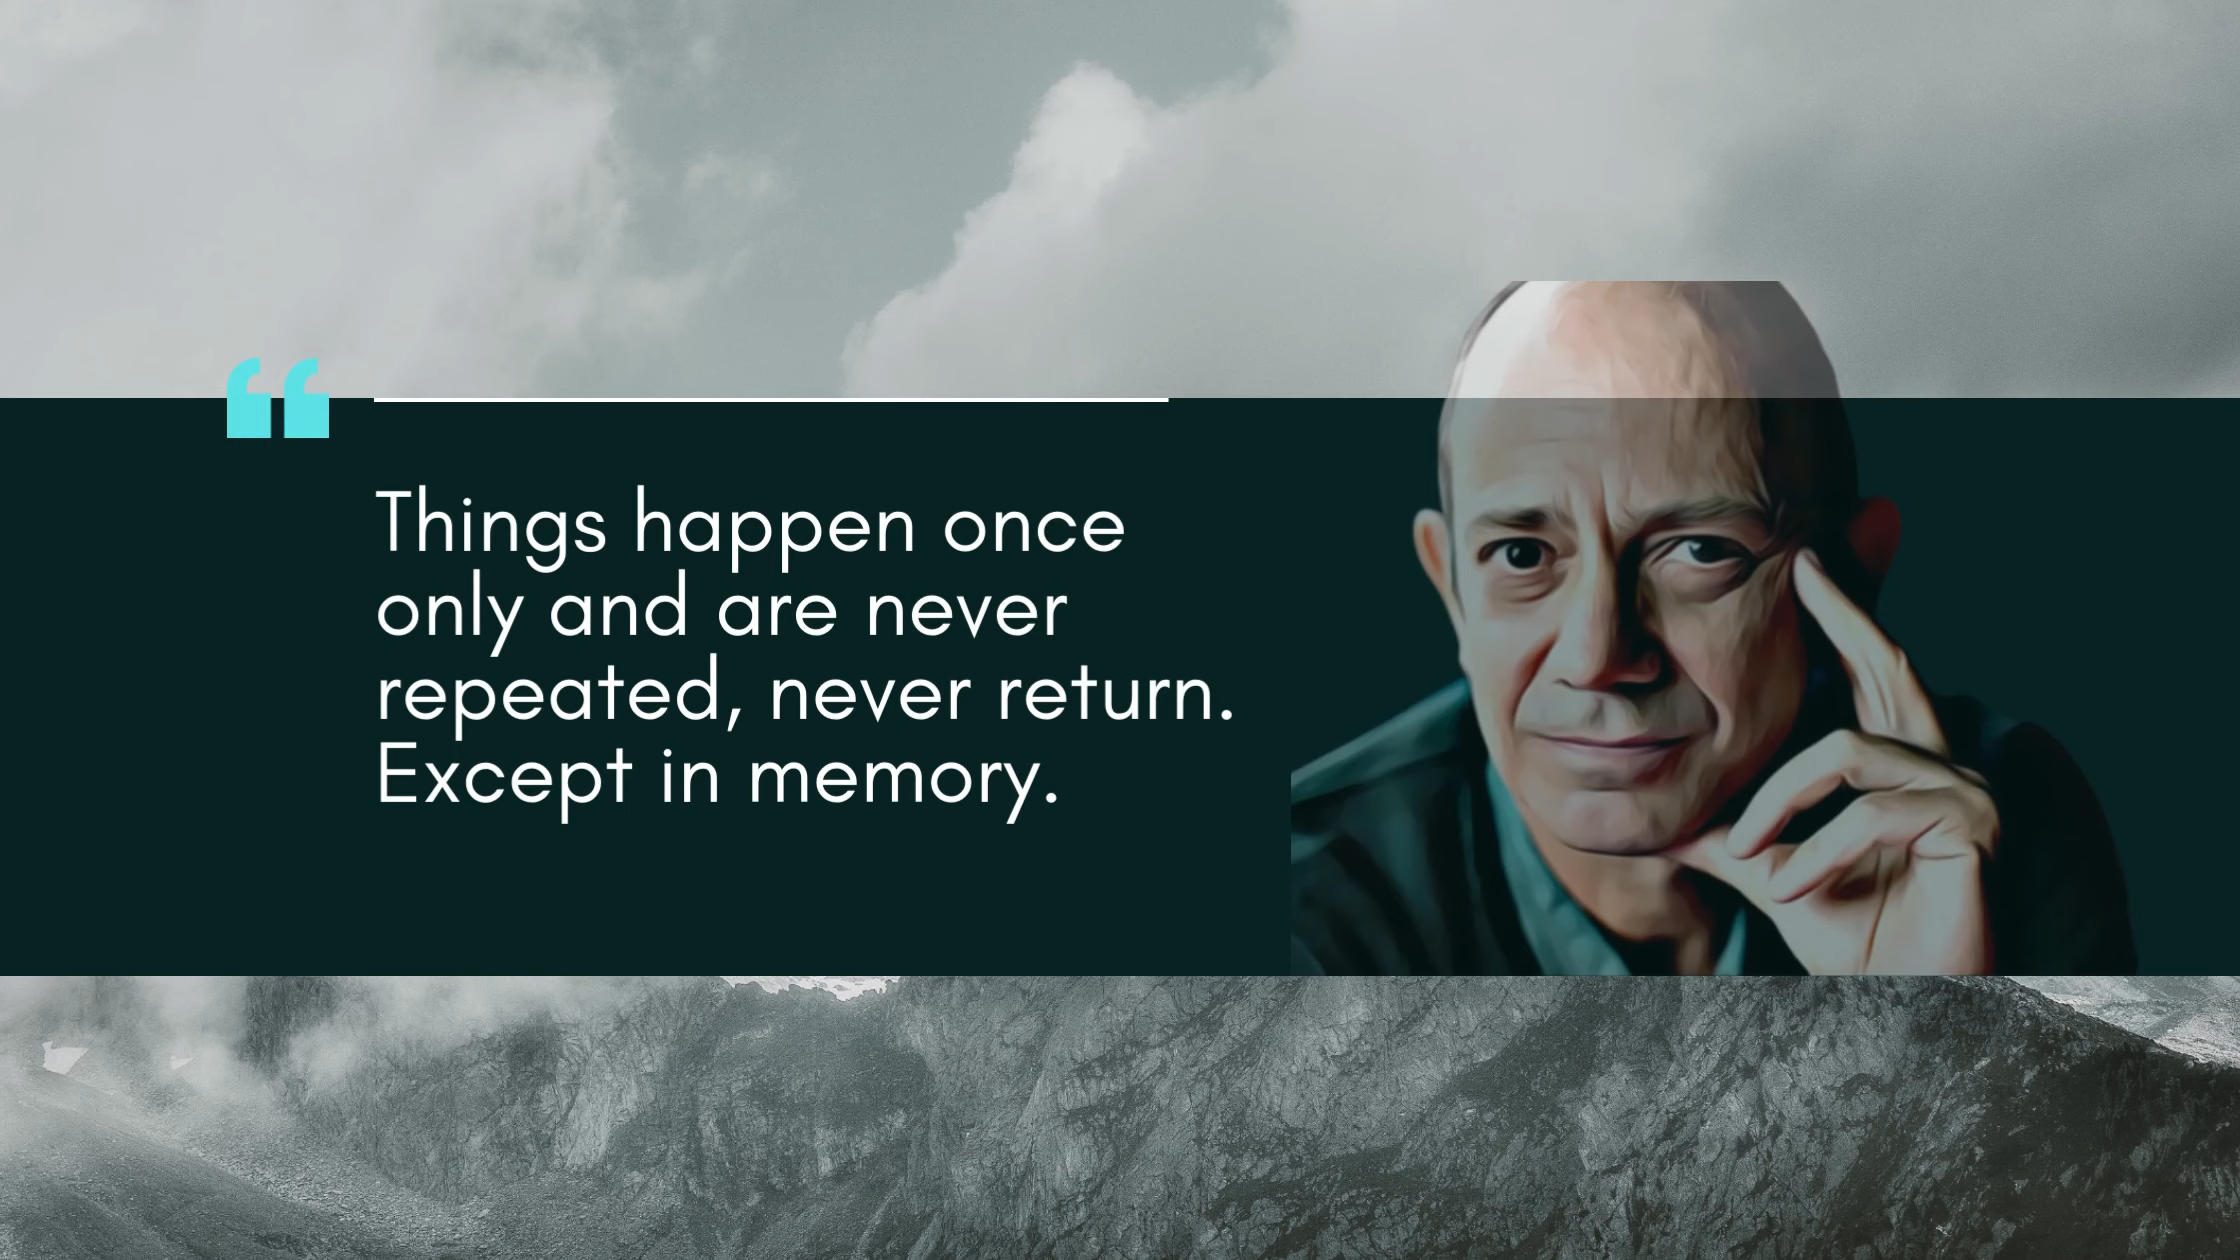 “
Things happen once
only and are never
repeated, never return.
Except in memory.